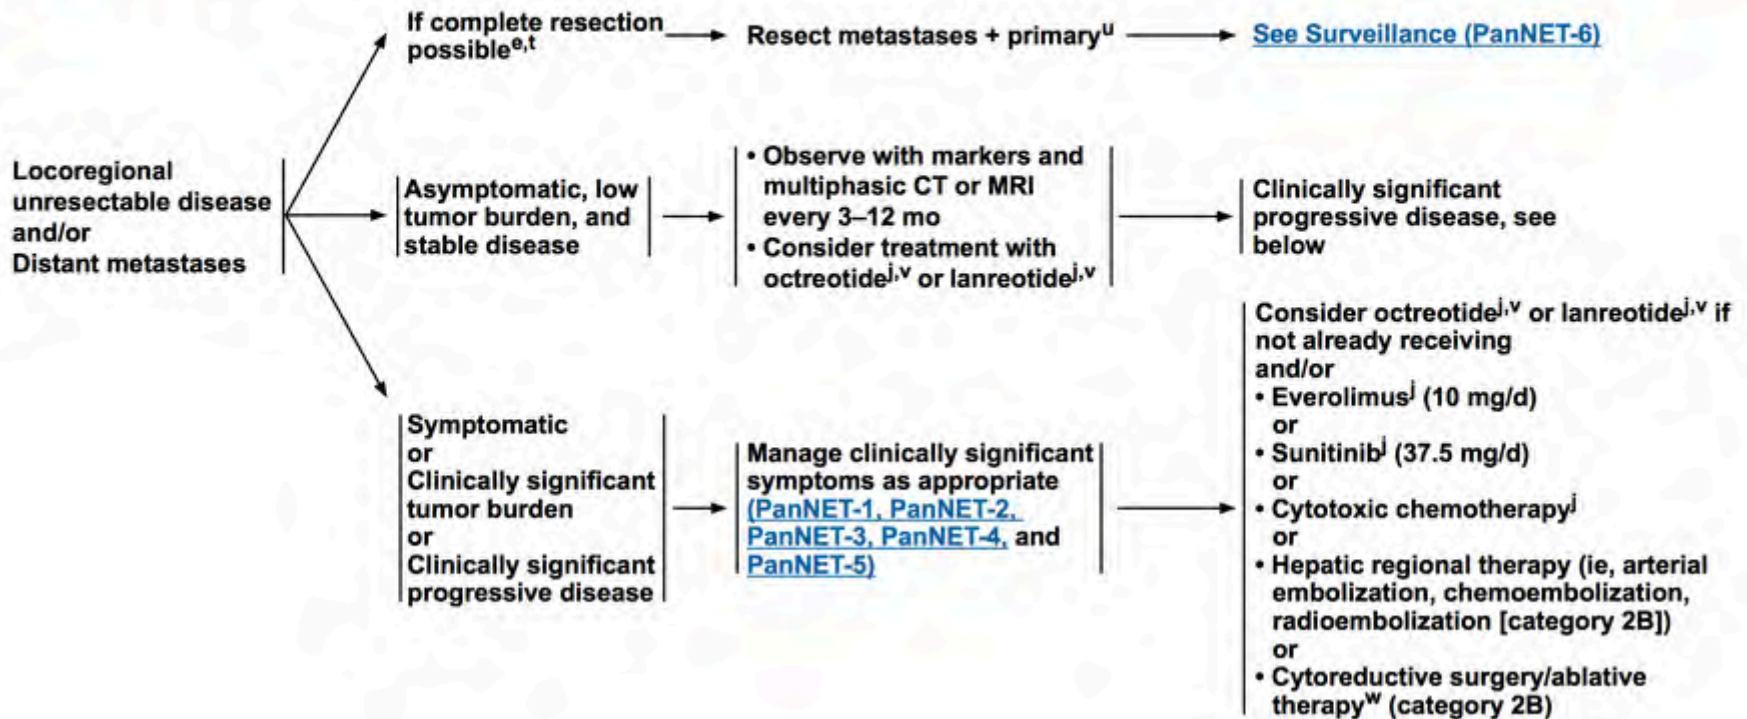 If complete resection
possible^e,t
Resect metastases + primary^u
See Surveillance (PanNET-6)
Locoregional
unresectable disease
and/or
Distant metastases
Asymptomatic, low
tumor burden, and
stable disease
• Observe with markers and
multiphasic CT or MRI
every 3–12 mo
• Consider treatment with
octreotide^j,v or lanreotide^j,v
Clinically significant
progressive disease, see
below
Symptomatic
or
Clinically significant
tumor burden
or
Clinically significant
progressive disease
Manage clinically significant
symptoms as appropriate
(PanNET-1, PanNET-2,
PanNET-3, PanNET-4, and
PanNET-5)
Consider octreotide^j,v or lanreotide^j,v if
not already receiving
and/or
• Everolimus^j (10 mg/d)
or
• Sunitinib^j (37.5 mg/d)
or
• Cytotoxic chemotherapy^j
or
• Hepatic regional therapy (ie, arterial
embolization, chemoembolization,
radioembolization [category 2B])
or
• Cytoreductive surgery/ablative
therapy^w (category 2B)